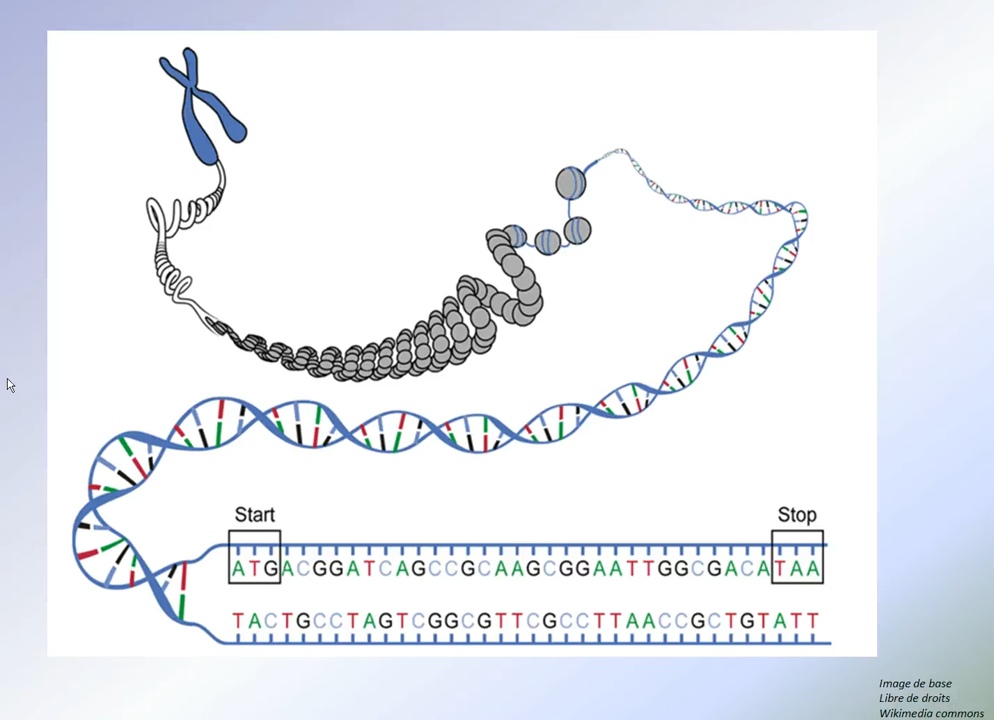 Start
Stop
ATGACGGATCAGCCGCAAGCGGAATTGGCGACATAA
TACTGCCTAGTCGGCGTTCGCCTTAACCGCTGTATT
Image de base
Libre de droits
Wikimedia commons